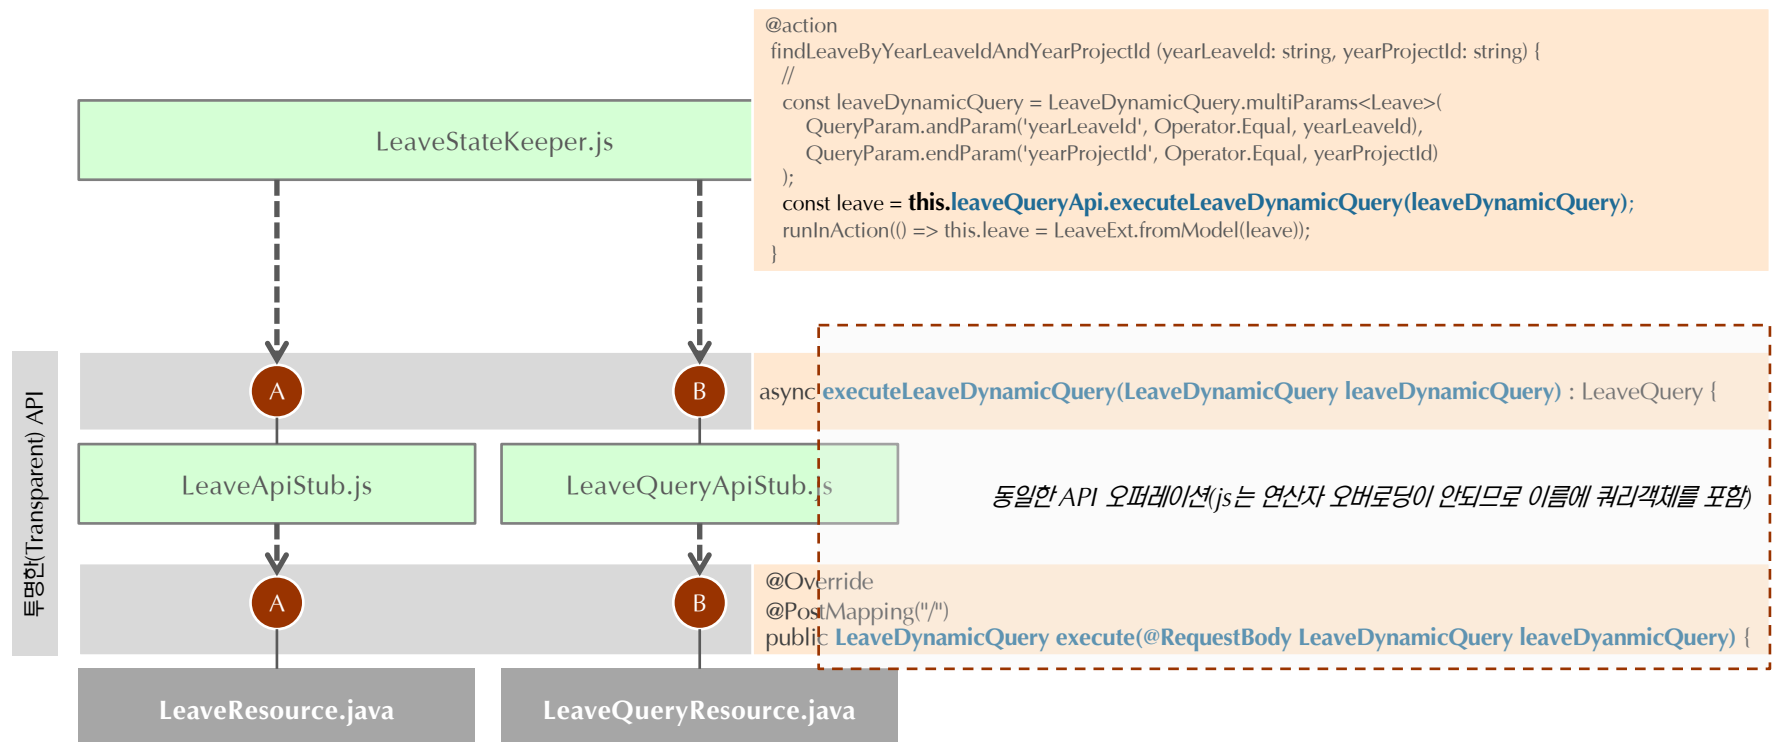 @action
findLeaveByYearLeaveIdAndYearProjectId (yearLeaveId: string, yearProjectId: string) {
//
const leaveDynamicQuery = LeaveDynamicQuery.multiParams<Leave>(
QueryParam.andParam('yearLeaveId', Operator.Equal, yearLeaveId),
QueryParam.endParam('yearProjectId', Operator.Equal, yearProjectId)
);
const leave = this.leaveQueryApi.executeLeaveDynamicQuery(leaveDynamicQuery);
runInAction(() => this.leave = LeaveExt.fromModel(leave));
}
LeaveStateKeeper.js
투명한(Transparent) API
A
B
async executeLeaveDynamicQuery(LeaveDynamicQuery leaveDynamicQuery) : LeaveQuery {
LeaveApiStub.js
LeaveQueryApiStub.js
동일한 API 오퍼레이션(js는 연산자 오버로딩이 안되므로 이름에 쿼리객체를 포함)
A
B
@Override
@PostMapping("/")
public LeaveDynamicQuery execute(@RequestBody LeaveDynamicQuery leaveDyanmicQuery) {
LeaveResource.java
LeaveQueryResource.java